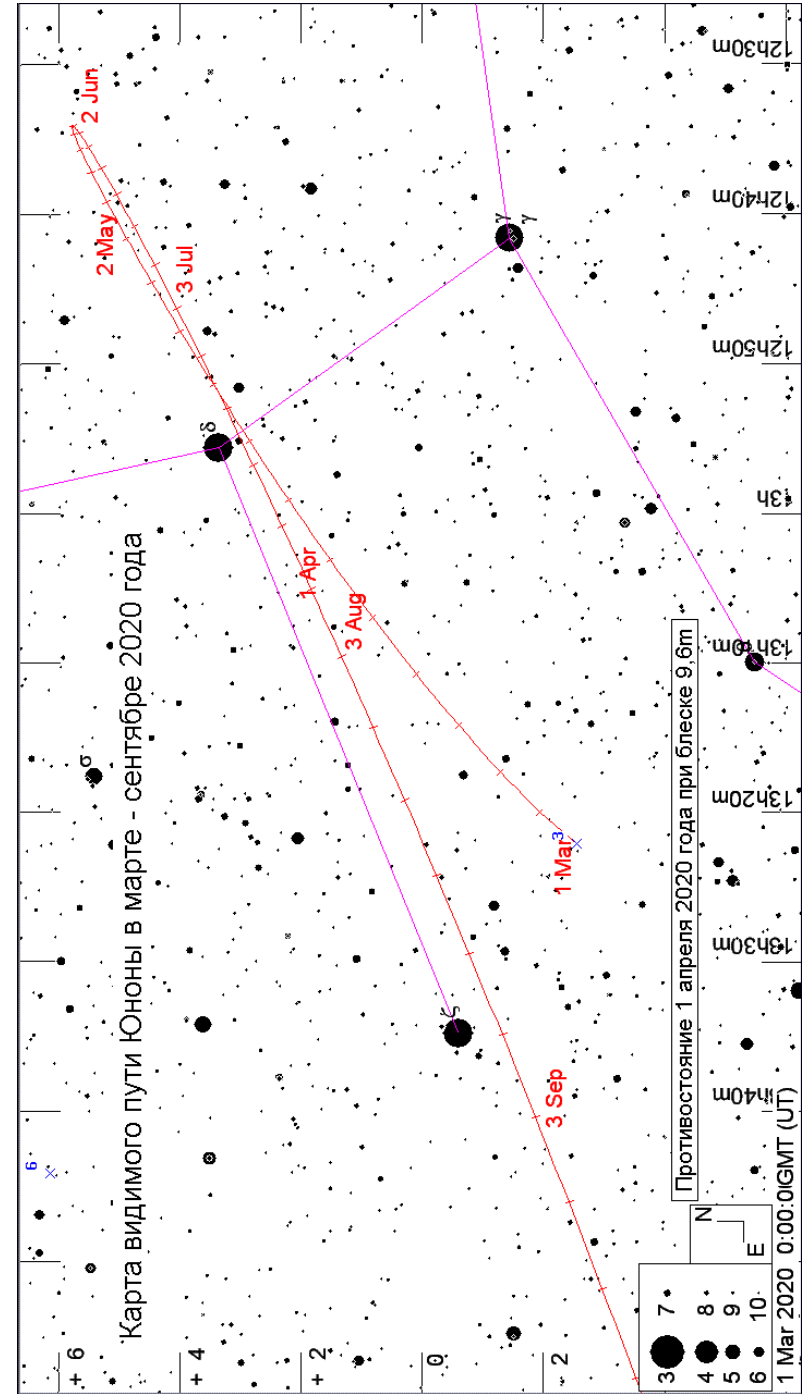 Карта видимого пути Юноны в марте - сентябре 2020 года
2 Jun
2 May
3 Jul
1 Apr
3 Aug
1 Mar
3 Sep
3
6
δ
γ
γ
σ
ζ
θ
+ 6
+ 4
+ 2
0
2
12h30m
12h40m
12h50m
13h
13h10m
13h20m
13h30m
Противостояние 1 апреля 2020 года при блеске 9,6m
N
E
3 7
4 8
5 9
6 10
1 Mar 2020 0:00:0 GMT (UT)